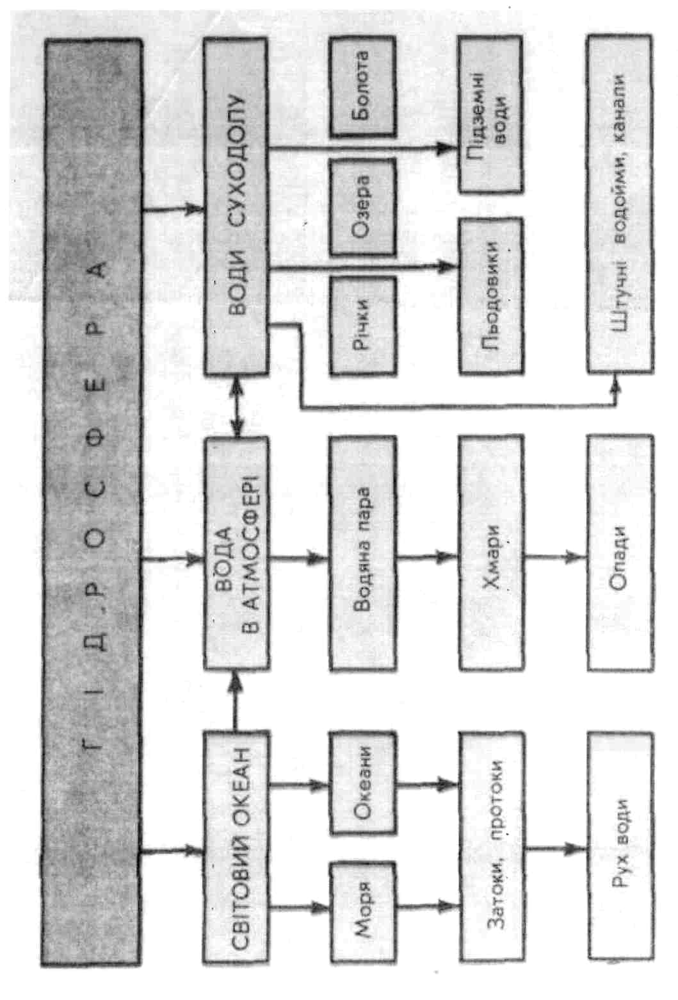 ГІДРОСФЕРА
СВІТОВИЙ ОКЕАН
ВОДА
В АТМОСФЕРІ
ВОДИ СУХОДОЛУ
Моря
Океани
Водяна пара
Річки
Озера
Болота
Затоки, протоки
Хмари
Льодовики
Підземні
води
Рух води
Опади
Штучні водойми, канали